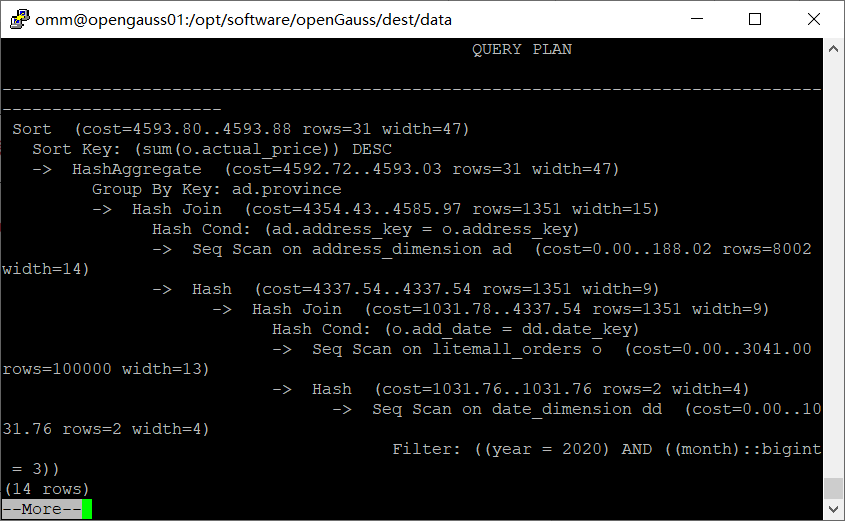 omm@opengauss01:/opt/software/openGauss/dest/data
QUERY PLAN
----------------------------------------------------------------------------------
----------------------
Sort  (cost=4593.80..4593.88 rows=31 width=47)
Sort Key: (sum(o.actual_price)) DESC
->  HashAggregate  (cost=4592.72..4593.03 rows=31 width=47)
Group By Key: ad.province
->  Hash Join  (cost=4354.43..4585.97 rows=1351 width=15)
Hash Cond: (ad.address_key = o.address_key)
->  Seq Scan on address_dimension ad  (cost=0.00..188.02 rows=8002
width=14)
->  Hash  (cost=4337.54..4337.54 rows=1351 width=9)
->  Hash Join  (cost=1031.78..4337.54 rows=1351 width=9)
Hash Cond: (o.add_date = dd.date_key)
->  Seq Scan on litemall_orders o  (cost=0.00..3041.00
rows=100000 width=13)
->  Hash  (cost=1031.76..1031.76 rows=2 width=4)
->  Seq Scan on date_dimension dd  (cost=0.00..10
31.76 rows=2 width=4)
Filter: ((year = 2020) AND ((month)::bigint
= 3))
(14 rows)
--More--